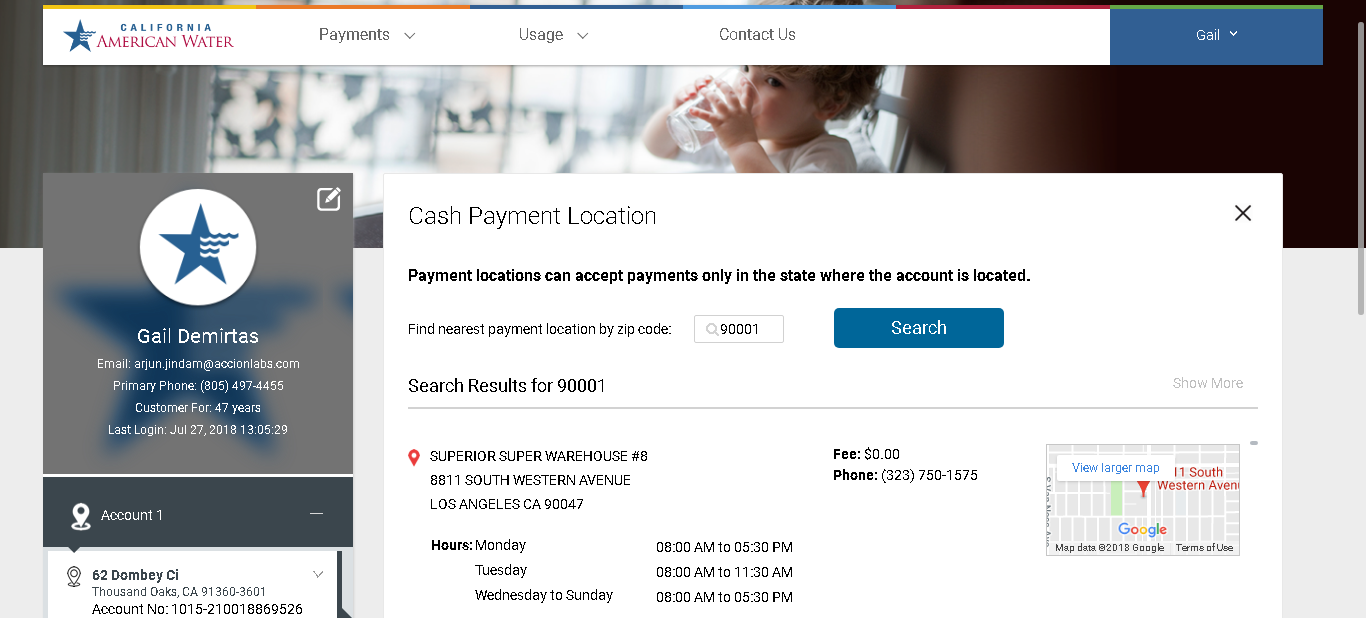 CALIFORNIA
AMERICAN WATER
Payments
Usage
Contact Us
Gail
Gail Demirtas
Email: arjun.jindam@accionlabs.com
Primary Phone: (805) 497-4455
Customer For: 47 years
Last Login: Jul 27, 2018 13:05:29
Account 1
62 Dombey Ci
Thousand Oaks, CA 91360-3601
Account No: 1015-210018869526
Cash Payment Location
Payment locations can accept payments only in the state where the account is located.
Find nearest payment location by zip code: 90001 Search
Search Results for 90001 Show More
SUPERIOR SUPER WAREHOUSE #8
8811 SOUTH WESTERN AVENUE
LOS ANGELES CA 90047
Hours: Monday 08:00 AM to 05:30 PM
Tuesday 08:00 AM to 11:30 AM
Wednesday to Sunday 08:00 AM to 05:30 PM
Fee: $0.00
Phone: (323) 750-1575
View larger map
11 South
Western Avenu
Google
Map data ©2018 Google Terms of Use